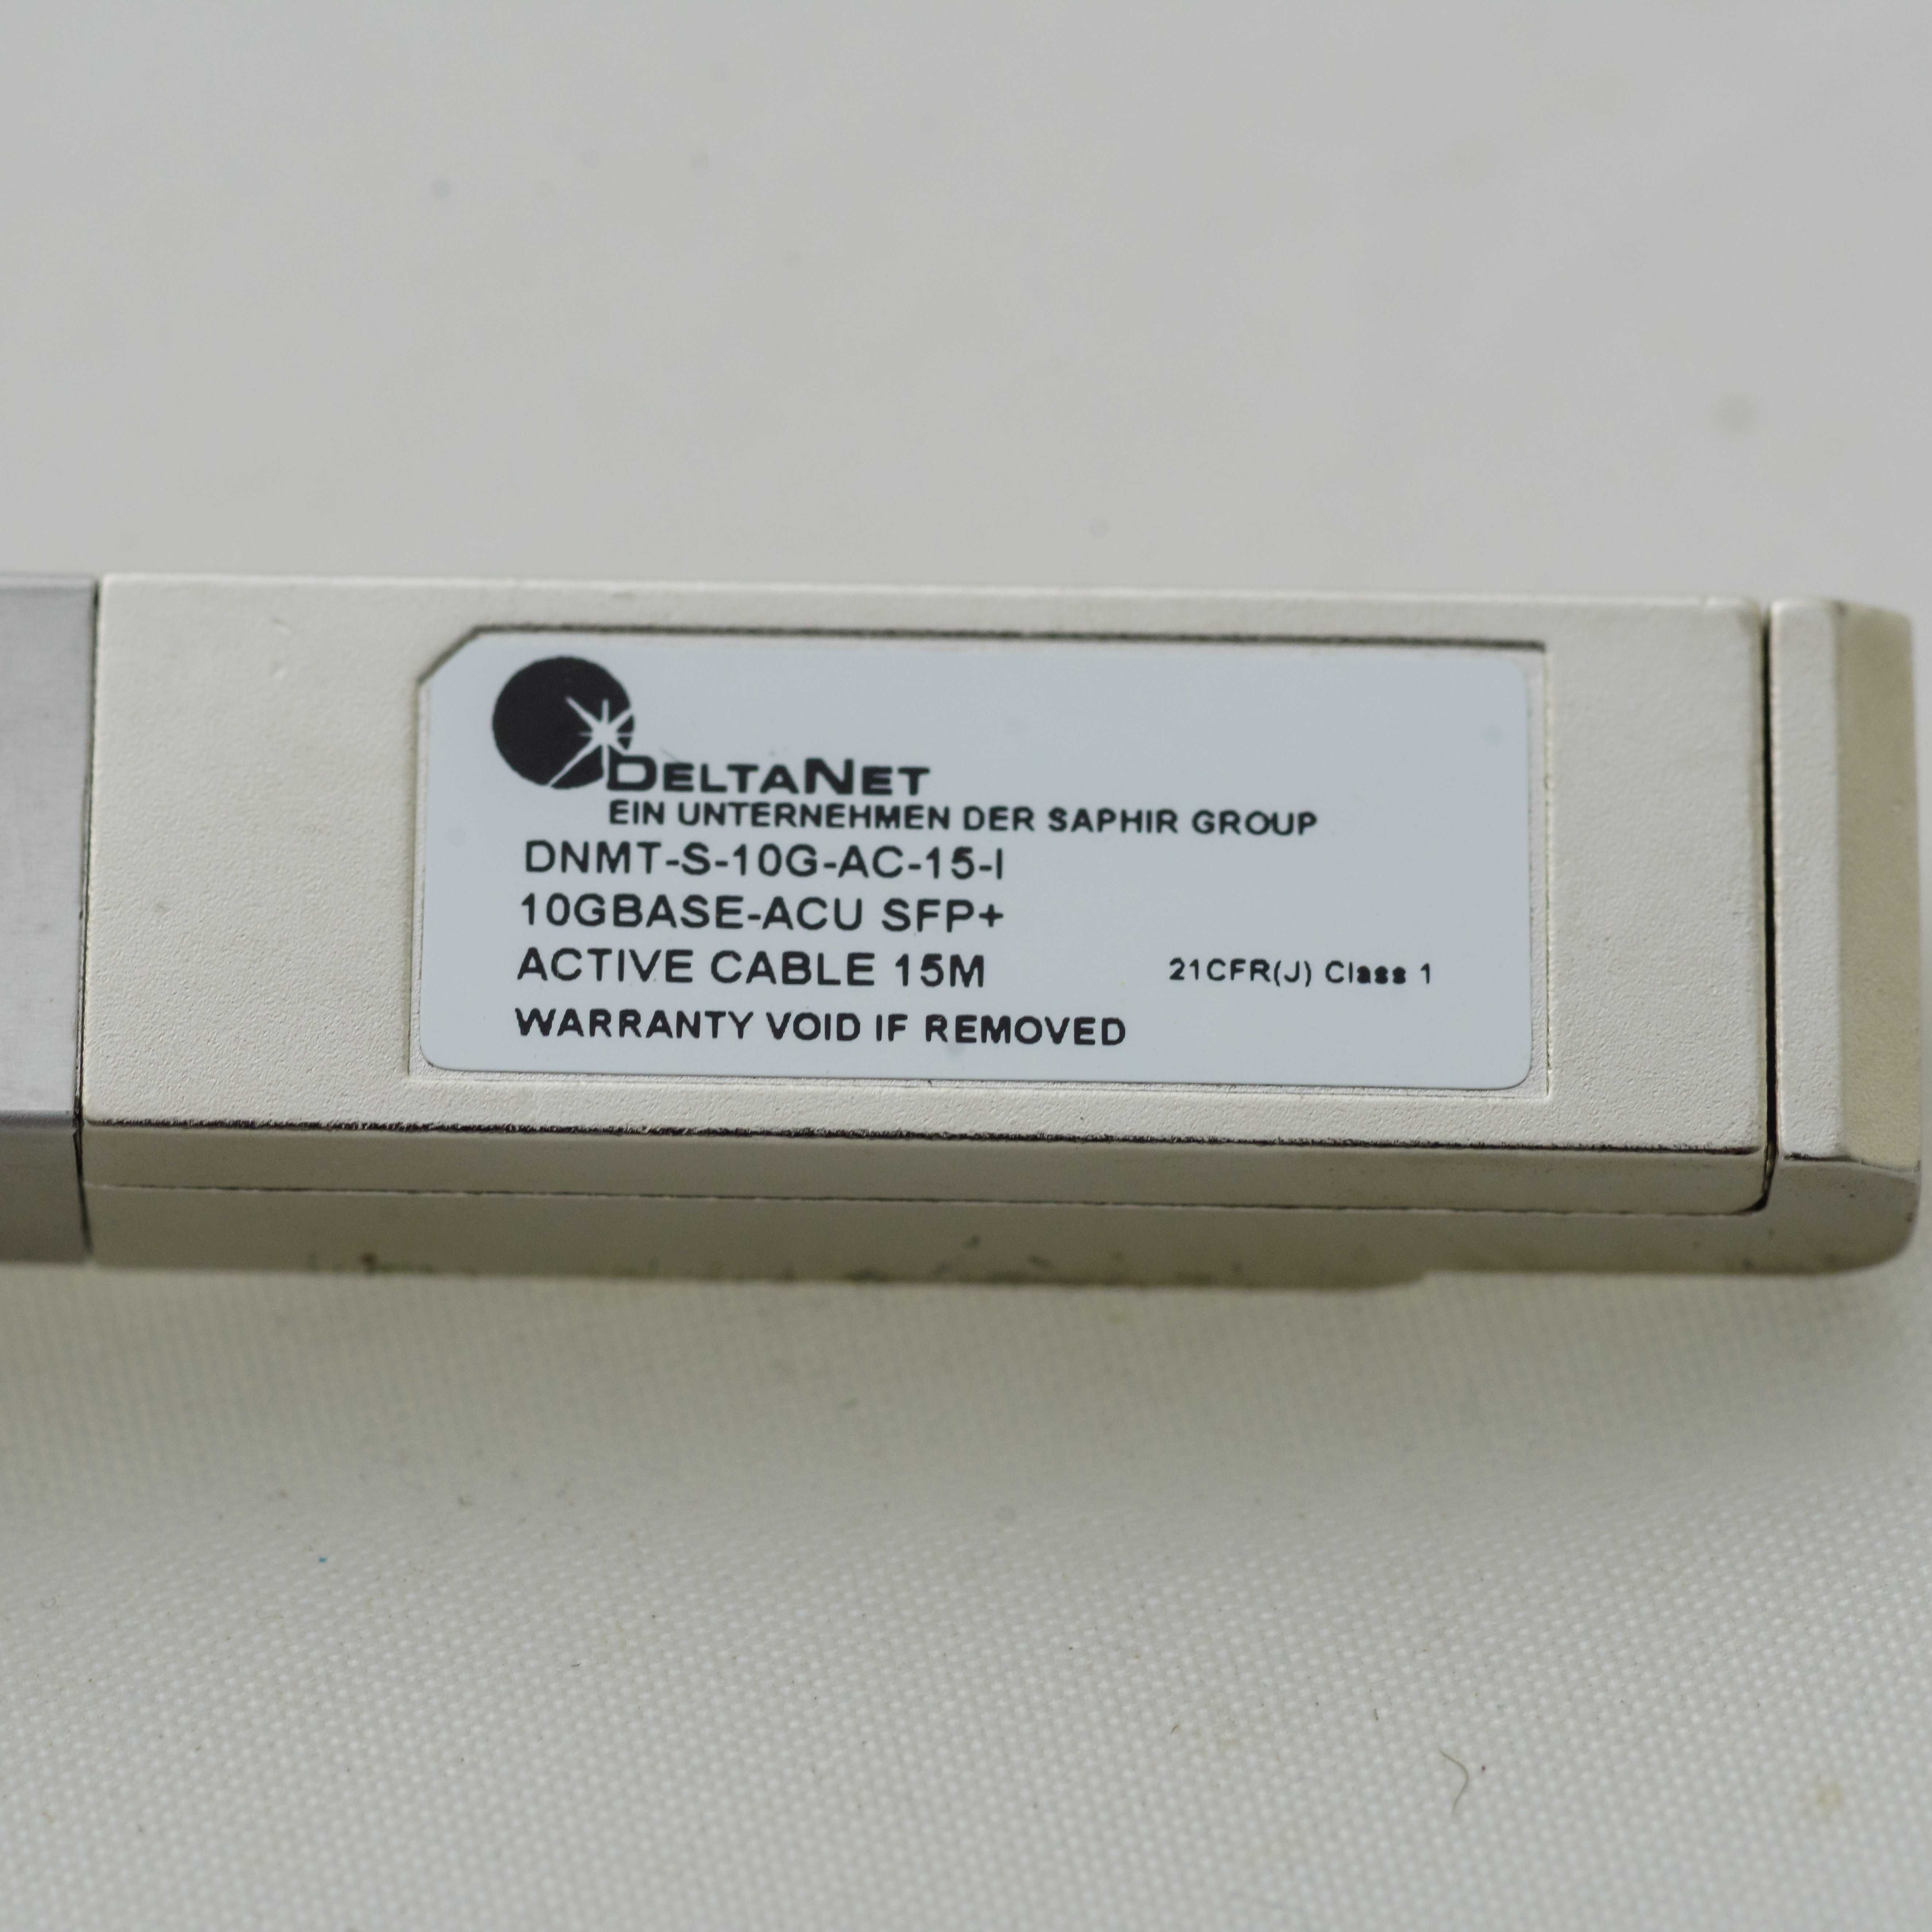 DELTANET
EIN UNTERNEHMEN DER SAPHIR GROUP
DNMT-S-10G-AC-15-I
10GBASE-ACU SFP+
ACTIVE CABLE 15M 21CFR(J) Class 1
WARRANTY VOID IF REMOVED